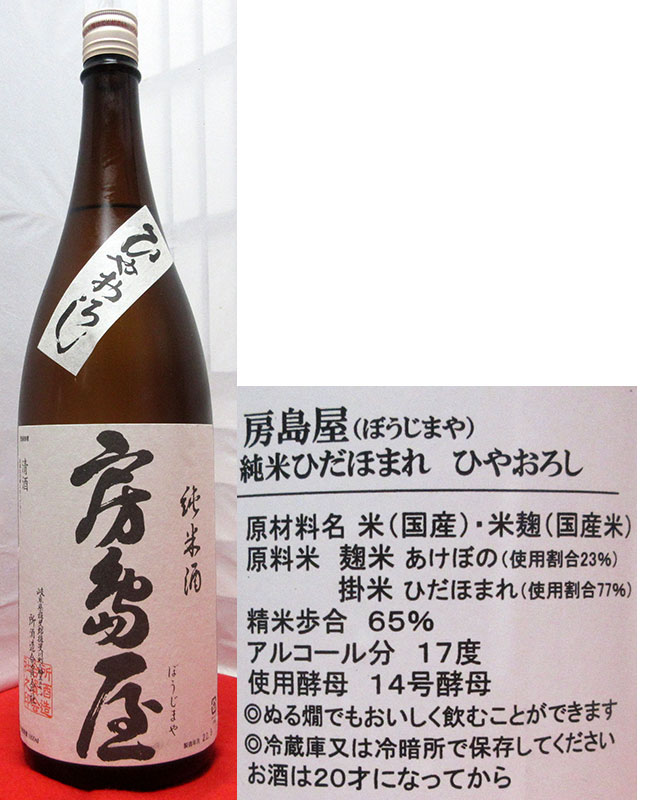 ひやおろし
清酒
純米酒
房島屋
ぼうじまや
所酒造合資会社
房島屋(ぼうじまや)
純米ひだほまれ ひやおろし
原材料名 米(国産)・米麹(国産米)
原料米 麹米 あけぼの(使用割合23%)
掛米 ひだほまれ(使用割合77%)
精米歩合 65%
アルコール分 17度
使用酵母 14号酵母
◎ぬる燗でもおいしく飲むことができます
◎冷蔵庫又は冷暗所で保存してください
お酒は20才になってから